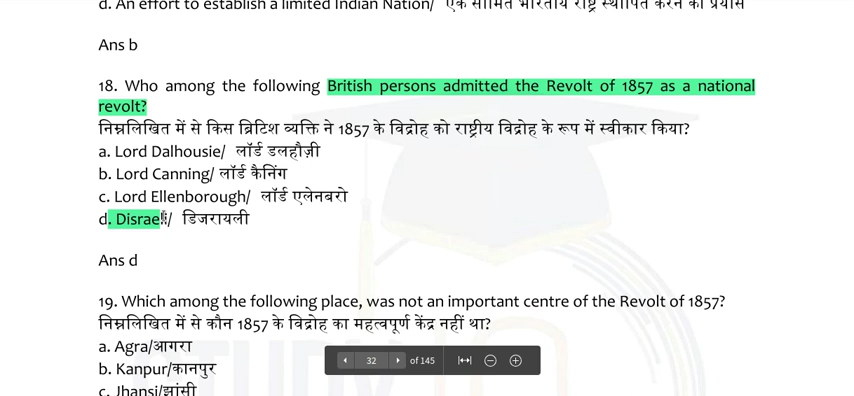 d. An effort to establish a limited Indian Nation/ एक सीमित भारतीय राष्ट्र स्थापित करने का प्रयास
Ans b
18. Who among the following British persons admitted the Revolt of 1857 as a national
revolt?
निम्नलिखित में से किस ब्रिटिश व्यक्ति ने 1857 के विद्रोह को राष्ट्रीय विद्रोह के रूप में स्वीकार किया?
a. Lord Dalhousie/ लॉर्ड डलहौज़ी
b. Lord Canning/ लॉर्ड कैनिंग
c. Lord Ellenborough/ लॉर्ड एलेनबरो
d. Disraeli/ डिजरायली
Ans d
19. Which among the following place, was not an important centre of the Revolt of 1857?
निम्नलिखित में से कौन 1857 के विद्रोह का महत्वपूर्ण केंद्र नहीं था?
a. Agra/आगरा
32 of 145
b. Kanpur/कानपुर
c. Jhansi/झांसी